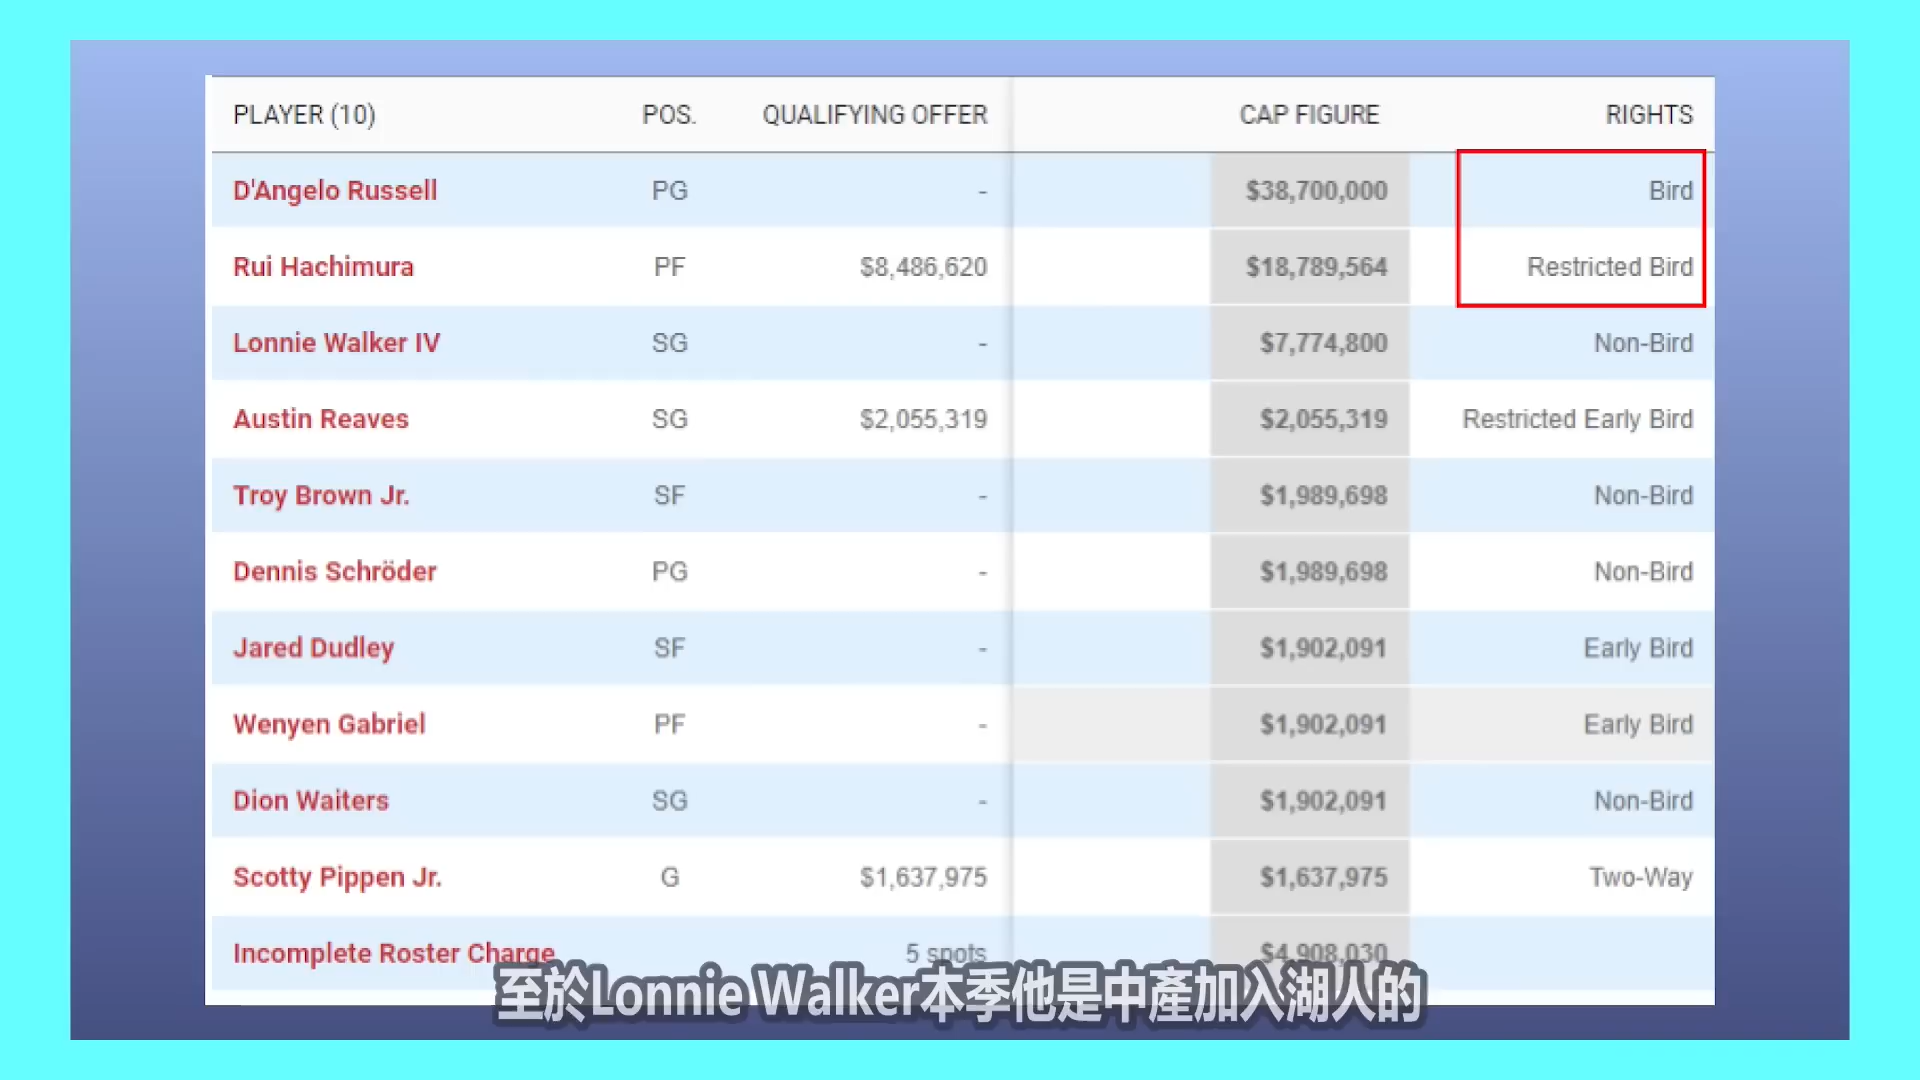 PLAYER (10) POS. QUALIFYING OFFER CAP FIGURE RIGHTS
D'Angelo Russell PG - $38,700,000 Bird
Rui Hachimura PF $8,486,620 $18,789,564 Restricted Bird
Lonnie Walker IV SG - $7,774,800 Non-Bird
Austin Reaves SG $2,055,319 $2,055,319 Restricted Early Bird
Troy Brown Jr. SF - $1,989,698 Non-Bird
Dennis Schröder PG - $1,989,698 Non-Bird
Jared Dudley SF - $1,902,091 Early Bird
Wenyen Gabriel PF - $1,902,091 Early Bird
Dion Waiters SG - $1,902,091 Non-Bird
Scotty Pippen Jr. G $1,637,975 $1,637,975 Two-Way
Incomplete Roster Charge 5 spots $4,908,030
至於Lonnie Walker本季他是中產加入湖人的